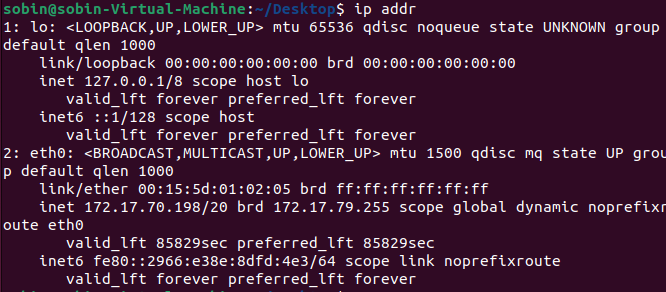 sobin@sobin-Virtual-Machine:~/Desktop$ ip addr
1: lo: <LOOPBACK,UP,LOWER_UP> mtu 65536 qdisc noqueue state UNKNOWN group
default qlen 1000
    link/loopback 00:00:00:00:00:00 brd 00:00:00:00:00:00
    inet 127.0.0.1/8 scope host lo
       valid_lft forever preferred_lft forever
    inet6 ::1/128 scope host
       valid_lft forever preferred_lft forever
2: eth0: <BROADCAST,MULTICAST,UP,LOWER_UP> mtu 1500 qdisc mq state UP grou
p default qlen 1000
    link/ether 00:15:5d:01:02:05 brd ff:ff:ff:ff:ff:ff
    inet 172.17.70.198/20 brd 172.17.79.255 scope global dynamic noprefixr
oute eth0
       valid_lft 85829sec preferred_lft 85829sec
    inet6 fe80::2966:e38e:8dfd:4e3/64 scope link noprefixroute
       valid_lft forever preferred_lft forever